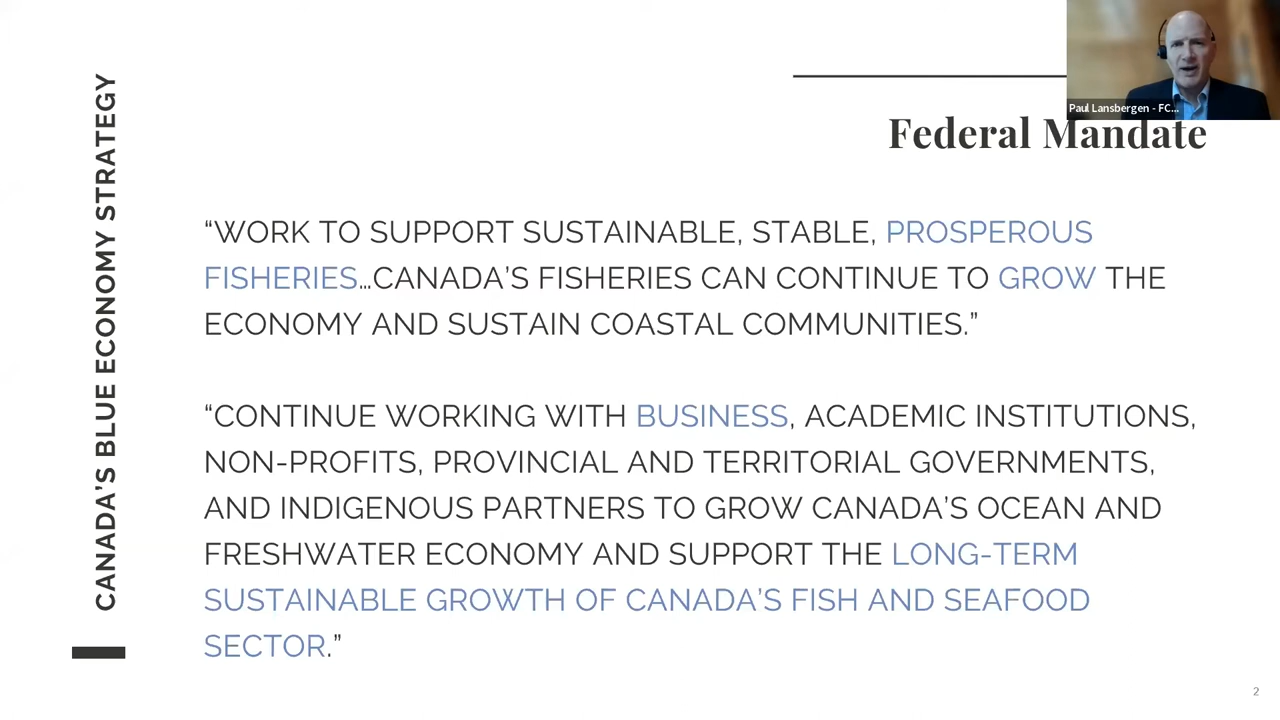 CANADA'S BLUE ECONOMY STRATEGY
Paul Lansbergen - FC...
Federal Mandate
“WORK TO SUPPORT SUSTAINABLE, STABLE, PROSPEROUS
FISHERIES…CANADA’S FISHERIES CAN CONTINUE TO GROW THE
ECONOMY AND SUSTAIN COASTAL COMMUNITIES.”
“CONTINUE WORKING WITH BUSINESS, ACADEMIC INSTITUTIONS,
NON-PROFITS, PROVINCIAL AND TERRITORIAL GOVERNMENTS,
AND INDIGENOUS PARTNERS TO GROW CANADA’S OCEAN AND
FRESHWATER ECONOMY AND SUPPORT THE LONG-TERM
SUSTAINABLE GROWTH OF CANADA’S FISH AND SEAFOOD
SECTOR.”
2